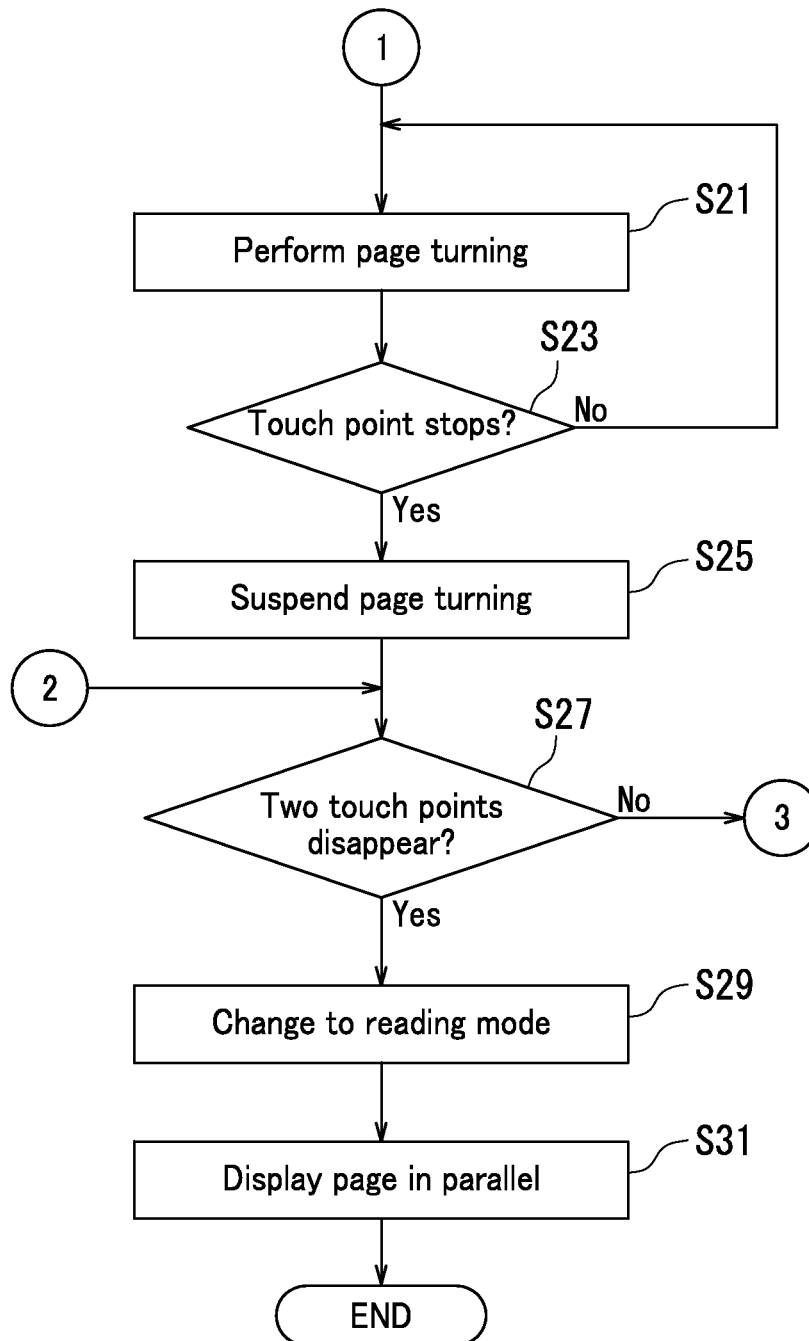 1
S21
Perform page turning
S23
Touch point stops?
No
Yes
S25
Suspend page turning
2
S27
Two touch points
disappear?
No
3
Yes
S29
Change to reading mode
S31
Display page in parallel
END